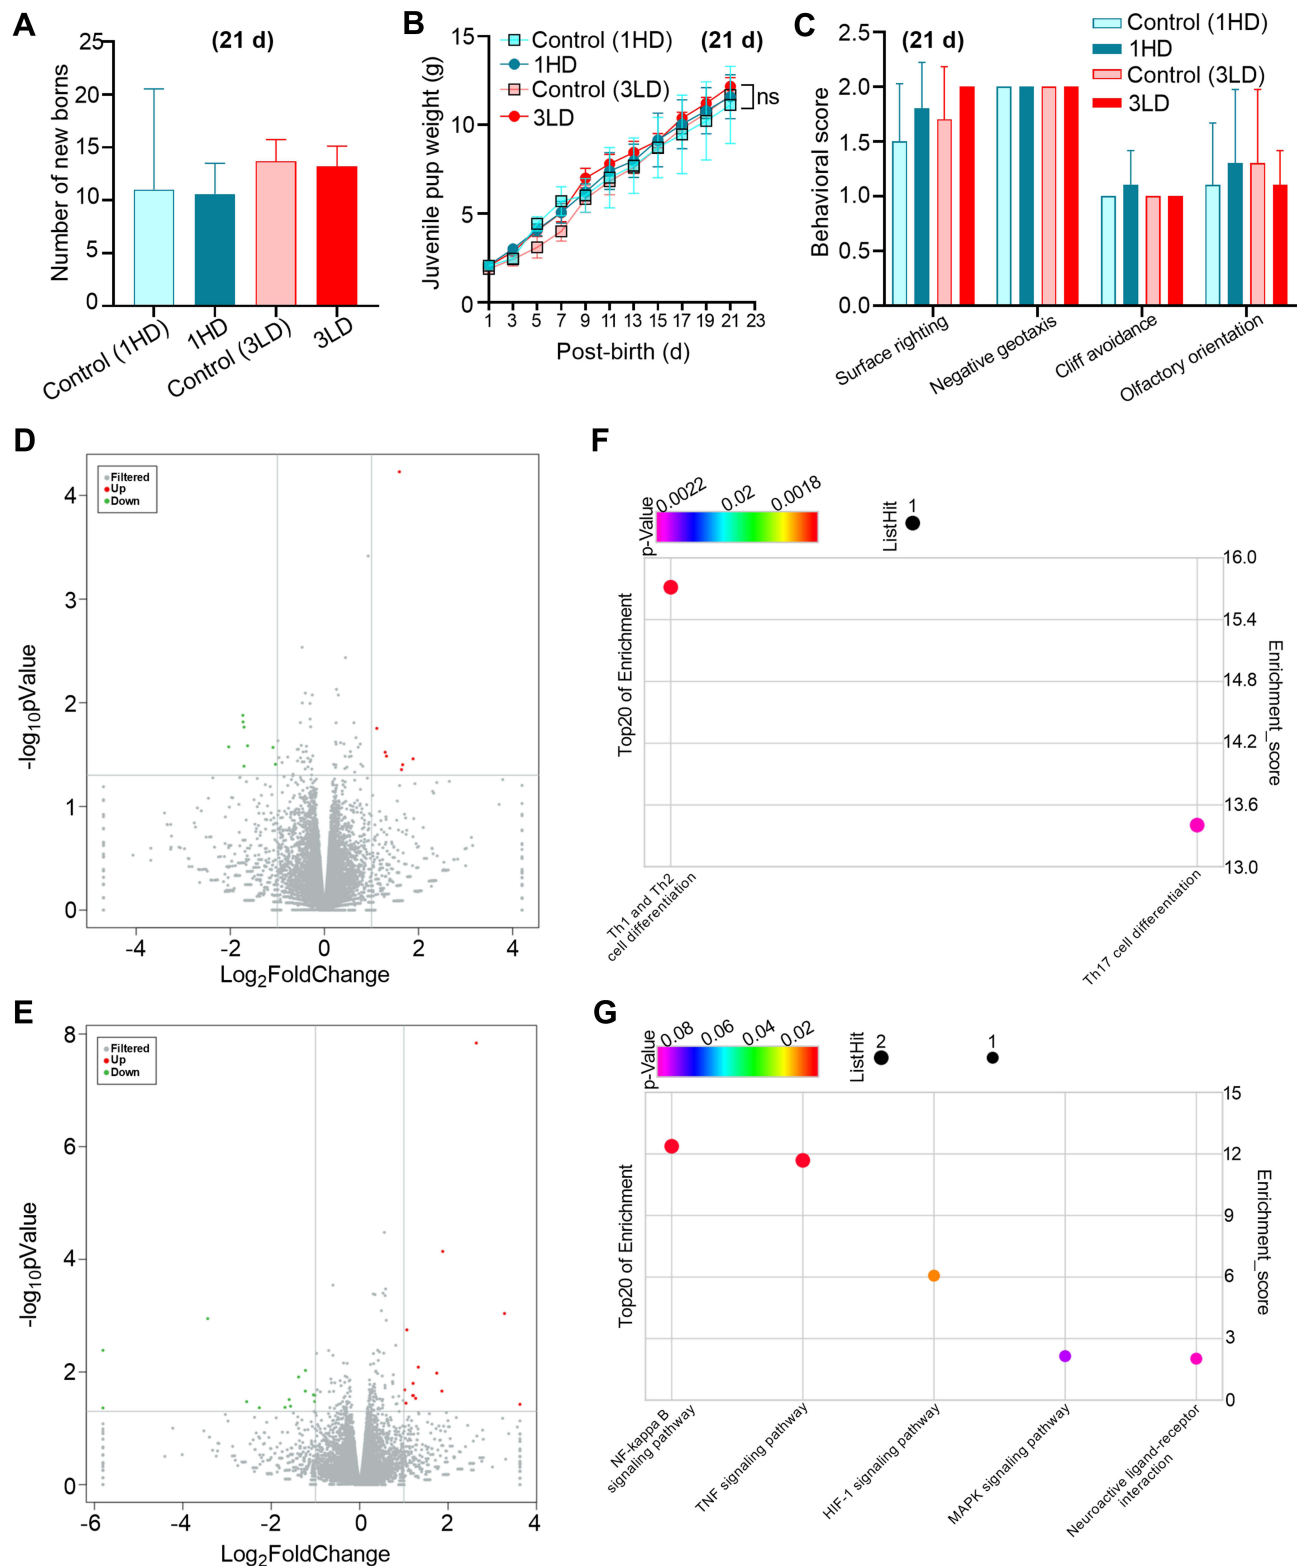 A
(21 d)
Number of new borns
25
20
15
10
5
0
Control (1HD)
1HD
Control (3LD)
3LD
B
Control (1HD)
1HD
Control (3LD)
3LD
(21 d)
ns
Juvenile pup weight (g)
15
10
5
0
1 3 5 7 9 11 13 15 17 19 21 23
Post-birth (d)
C
(21 d)
Control (1HD)
1HD
Control (3LD)
3LD
Behavioral score
2.5
2.0
1.5
1.0
0.5
0.0
Surface righting
Negative geotaxis
Cliff avoidance
Olfactory orientation
D
Filtered
Up
Down
-log10pValue
4
3
2
1
0
-4 -2 0 2 4
Log2FoldChange
F
p-Value
0.0022 0.02 0.0018
ListHit
1
Top20 of Enrichment
16.0
15.4
14.8
14.2
13.6
13.0
Enrichment_score
Th1 and Th2
cell differentiation
Th17 cell differentiation
E
Filtered
Up
Down
-log10pValue
8
6
4
2
0
-6 -4 -2 0 2 4
Log2FoldChange
G
p-Value
0.08 0.06 0.04 0.02
ListHit
2 1
Top20 of Enrichment
15
12
9
6
3
0
Enrichment_score
NF-kappa B
signaling pathway
TNF signaling pathway
HIF-1 signaling pathway
MAPK signaling pathway
Neuroactive ligand-receptor
interaction